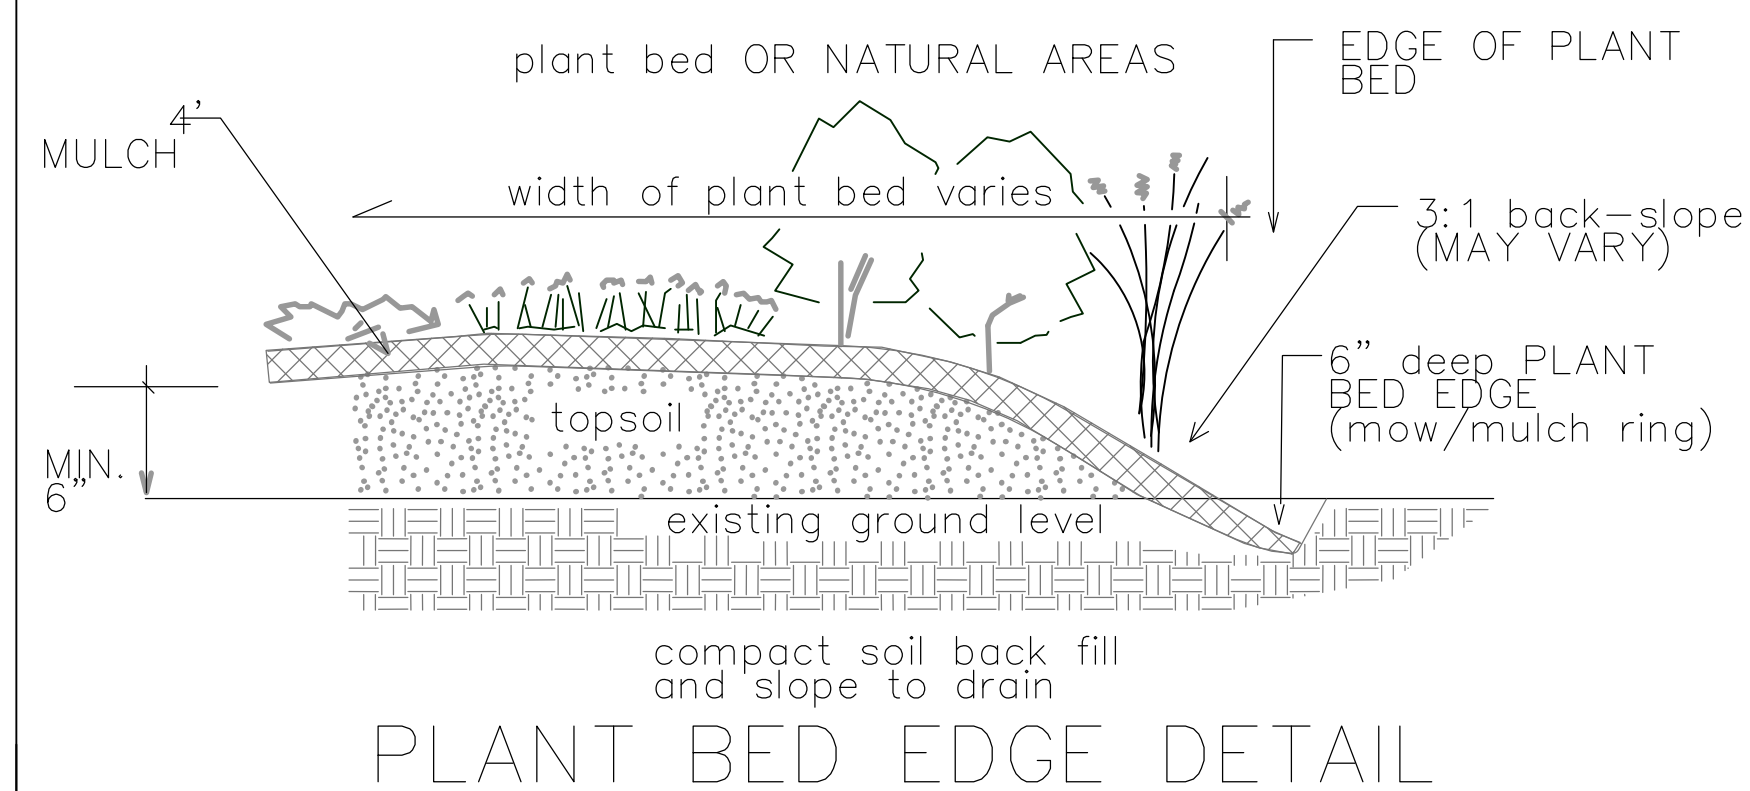 plant bed OR NATURAL AREAS
EDGE OF PLANT
BED
4'
MULCH
width of plant bed varies
3:1 back-slope
(MAY VARY)
6" deep PLANT
BED EDGE
(mow/mulch ring)
topsoil
MIN.
6"
existing ground level
compact soil back fill
and slope to drain
PLANT BED EDGE DETAIL